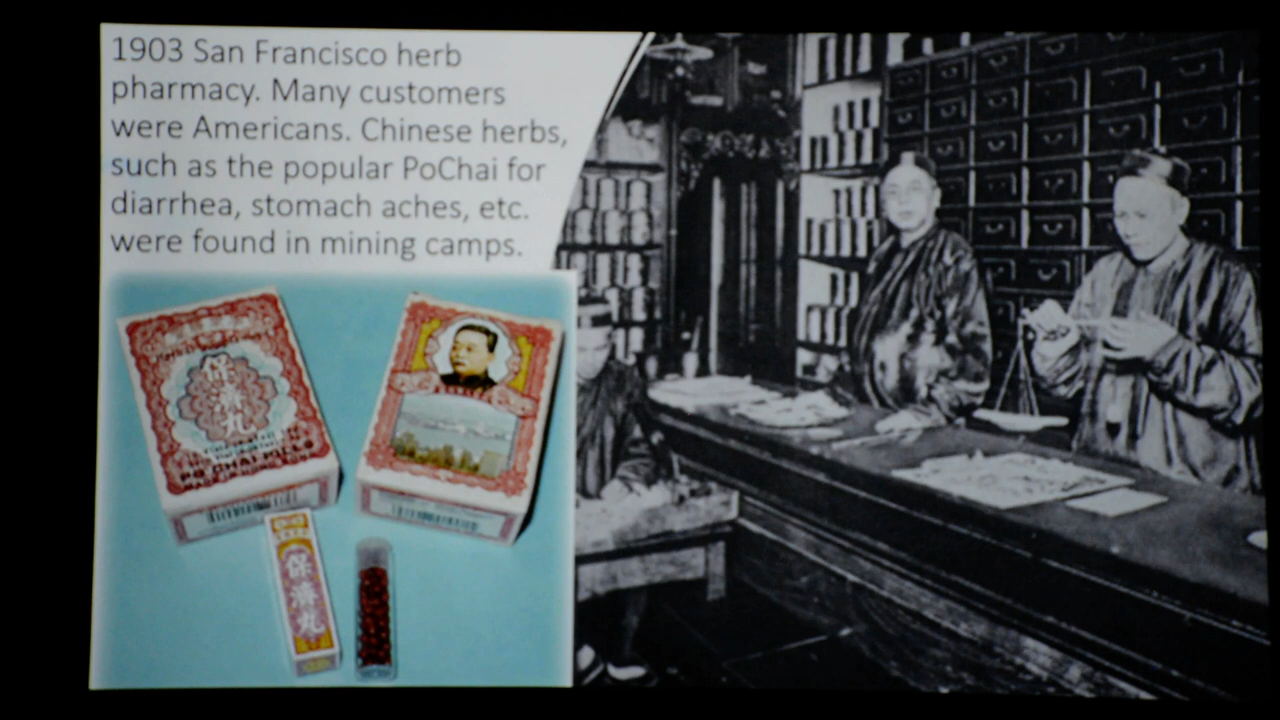 1903 San Francisco herb
pharmacy. Many customers
were Americans. Chinese herbs,
such as the popular PoChai for
diarrhea, stomach aches, etc.
were found in mining camps.
保
濟
丸
PO CHAI PILLS
保
濟
丸